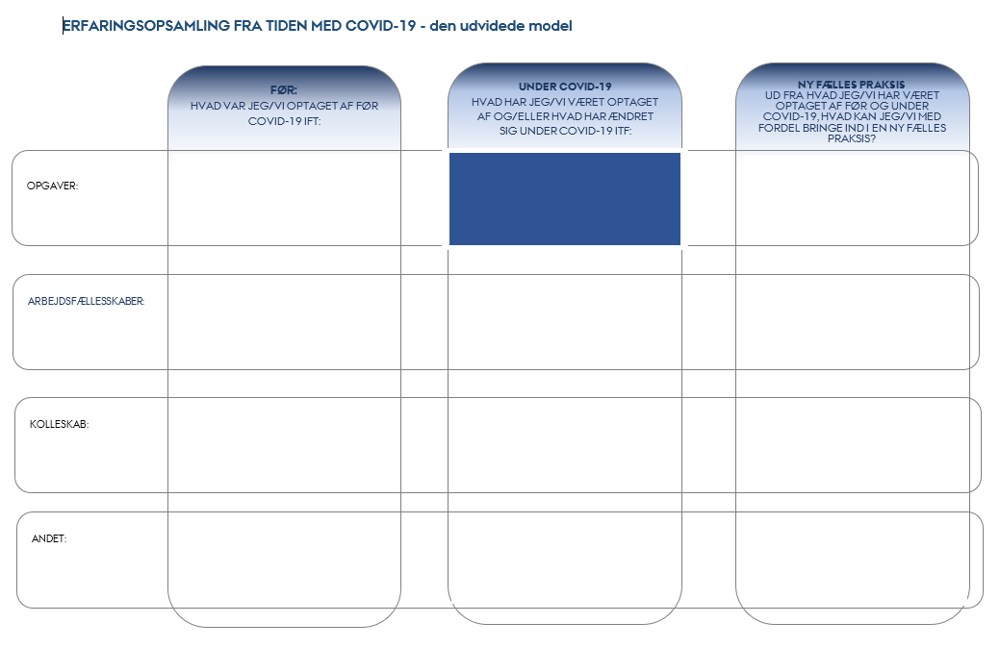 ERFARINGSOPSAMLING FRA TIDEN MED COVID-19 - den udvidede model
FØR:
HVAD VAR JEG/VI OPTAGET AF FØR
COVID-19 IFT:
UNDER COVID-19
HVAD HAR JEG/VI VÆRET OPTAGET
AF OG/ELLER HVAD HAR ÆNDRET
SIG UNDER COVID-19 ITF:
NY FÆLLES PRAKSIS
UD FRA HVAD JEG/VI HAR VÆRET
OPTAGET AF FØR OG UNDER
COVID-19, HVAD KAN JEG/VI MED
FORDEL BRINGE IND I EN NY FÆLLES
PRAKSIS?
OPGAVER:
ARBEJDSFÆLLESSKABER:
KOLLESKAB:
ANDET: